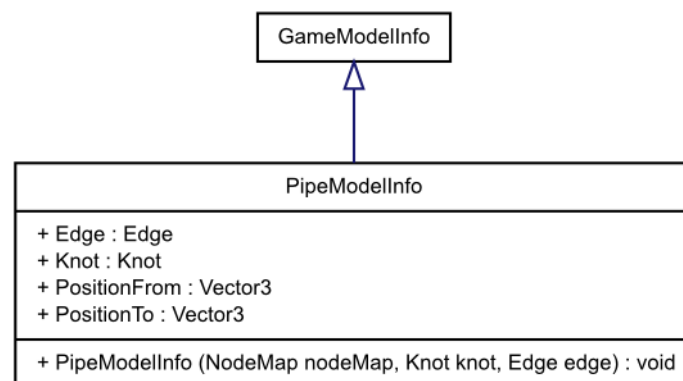 GameModelInfo
PipeModelInfo
+ Edge : Edge
+ Knot : Knot
+ PositionFrom : Vector3
+ PositionTo : Vector3
+ PipeModelInfo (NodeMap nodeMap, Knot knot, Edge edge) : void